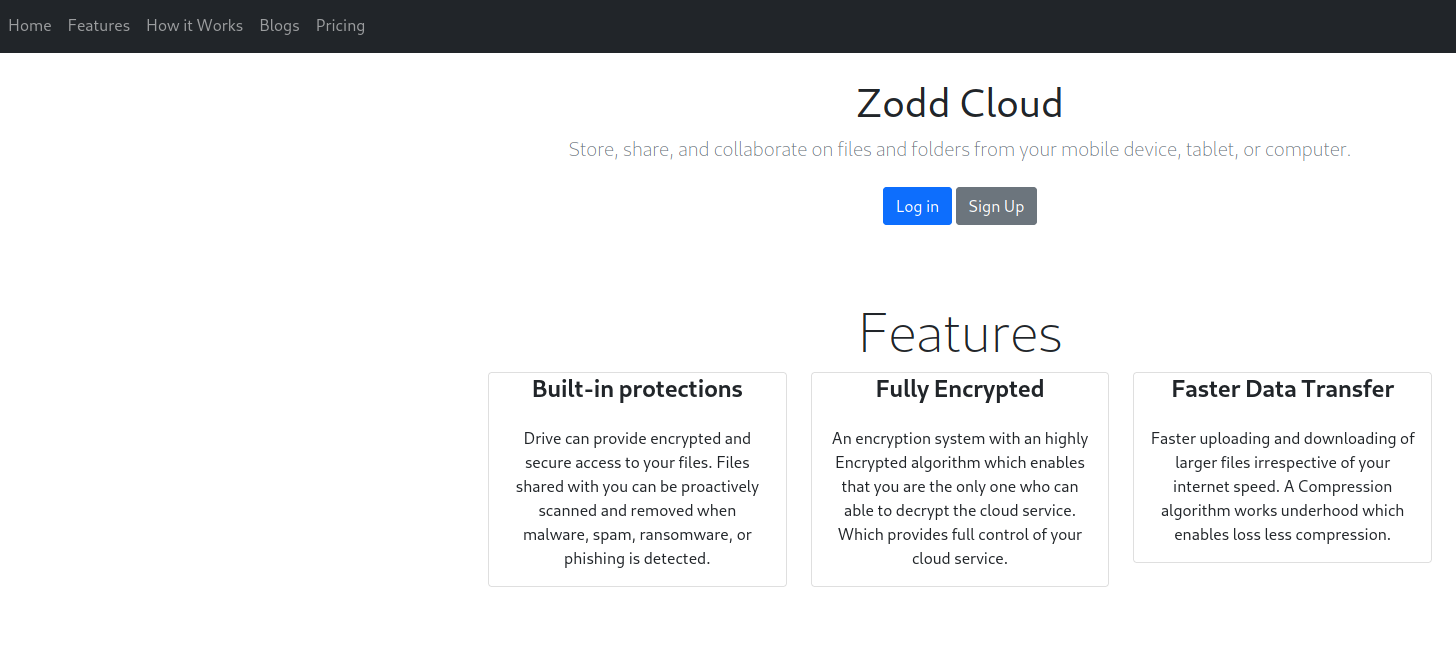 Home Features How it Works Blogs Pricing
Zodd Cloud
Store, share, and collaborate on files and folders from your mobile device, tablet, or computer.
Log in Sign Up
Features
Built-in protections
Drive can provide encrypted and
secure access to your files. Files
shared with you can be proactively
scanned and removed when
malware, spam, ransomware, or
phishing is detected.
Fully Encrypted
An encryption system with an highly
Encrypted algorithm which enables
that you are the only one who can
able to decrypt the cloud service.
Which provides full control of your
cloud service.
Faster Data Transfer
Faster uploading and downloading of
larger files irrespective of your
internet speed. A Compression
algorithm works underhood which
enables loss less compression.